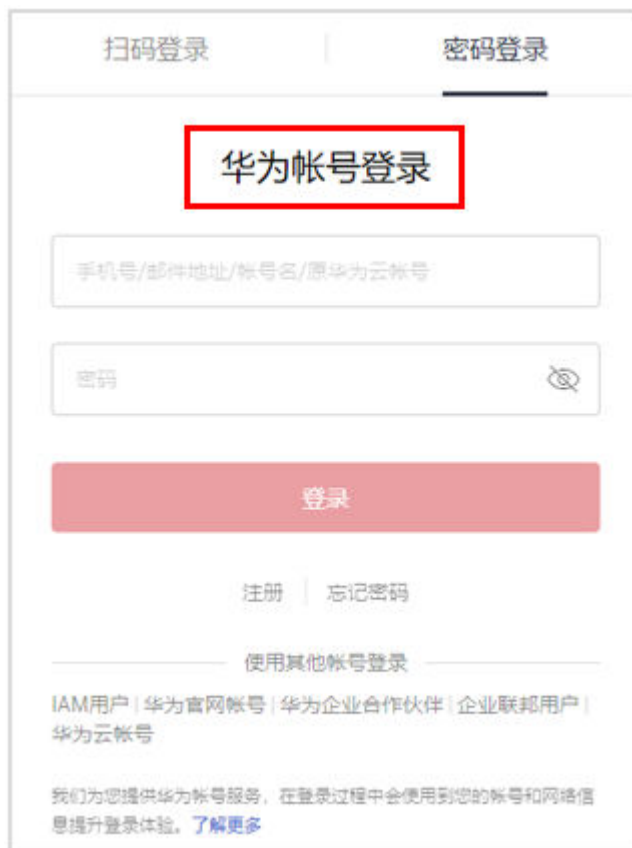 扫码登录 密码登录
华为帐号登录
手机号/邮件地址/帐号名/原华为云帐号
密码
登录
注册 忘记密码
使用其他帐号登录
IAM用户 | 华为官网帐号 | 华为企业合作伙伴 | 企业联邦用户 |
华为云帐号
我们为您提供华为帐号服务，在登录过程中会使用到您的帐号和网络信
息提升登录体验。了解更多